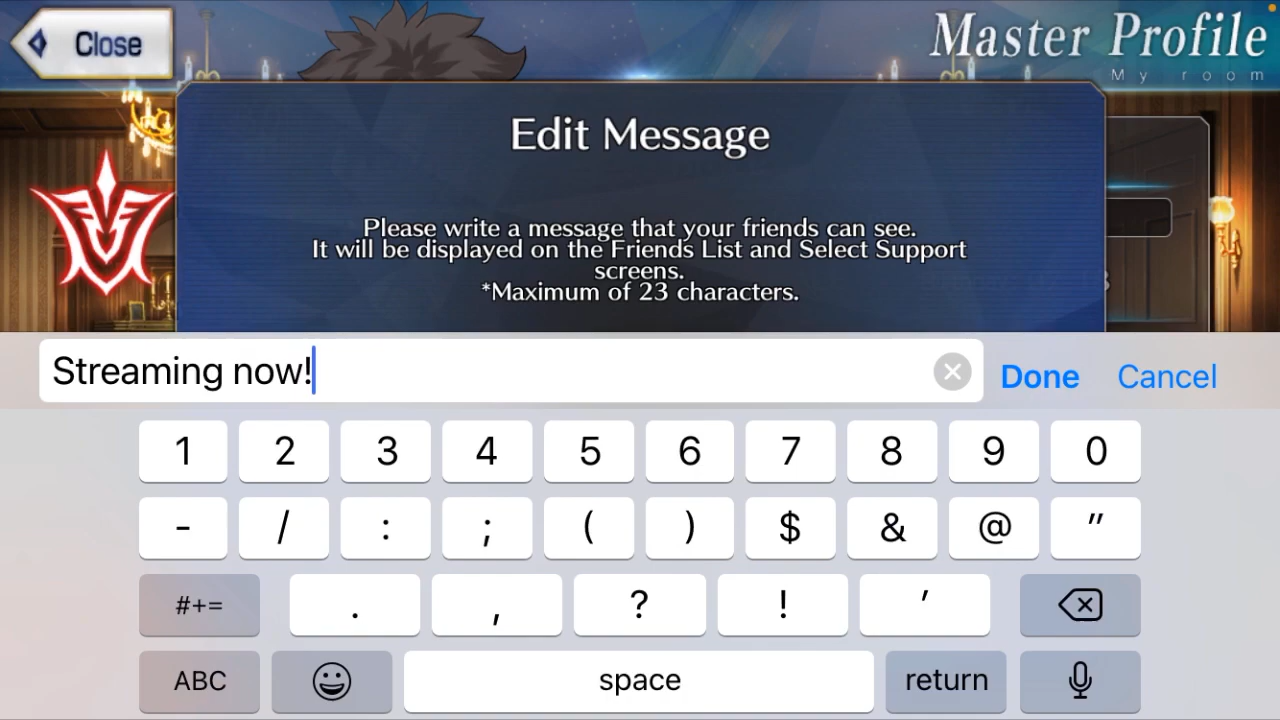 Close
Master Profile
My room
Edit Message
Please write a message that your friends can see.
It will be displayed on the Friends List and Select Support
screens.
*Maximum of 23 characters.
Streaming now!
Done
Cancel
1 2 3 4 5 6 7 8 9 0
- / : ; ( ) $ & @ "
#+= . , ? ! '
ABC space return